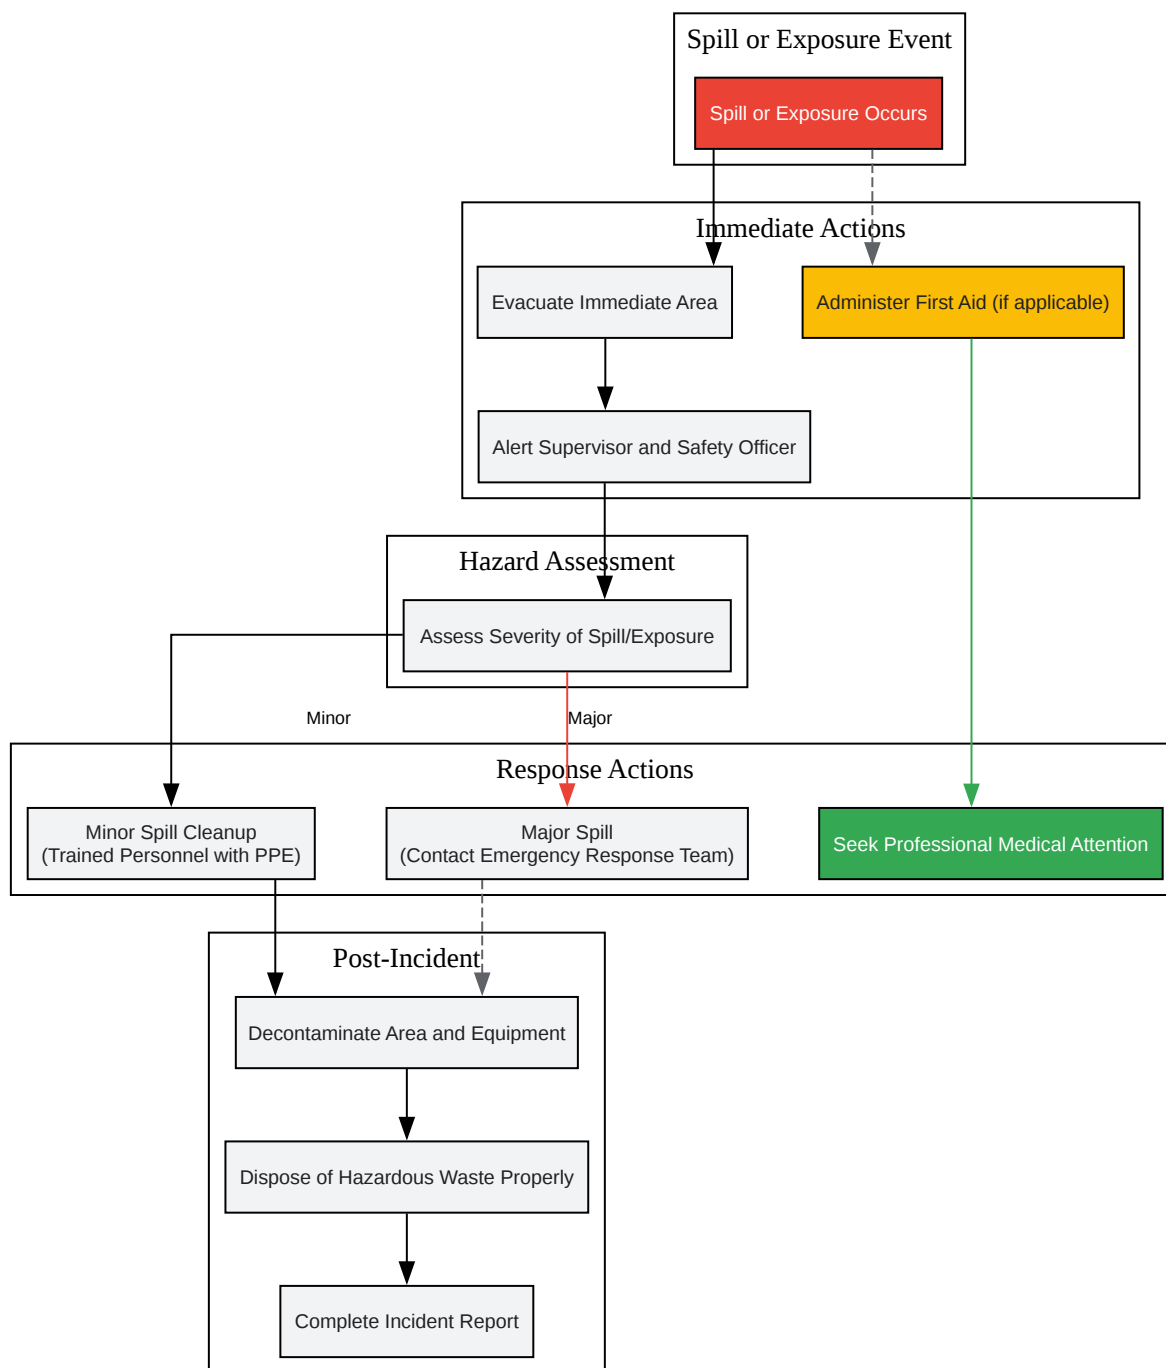 Spill or Exposure Event
Spill or Exposure Occurs
Immediate Actions
Evacuate Immediate Area
Administer First Aid (if applicable)
Alert Supervisor and Safety Officer
Hazard Assessment
Assess Severity of Spill/Exposure
Minor
Major
Response Actions
Minor Spill Cleanup
(Trained Personnel with PPE)
Major Spill
(Contact Emergency Response Team)
Seek Professional Medical Attention
Post-Incident
Decontaminate Area and Equipment
Dispose of Hazardous Waste Properly
Complete Incident Report